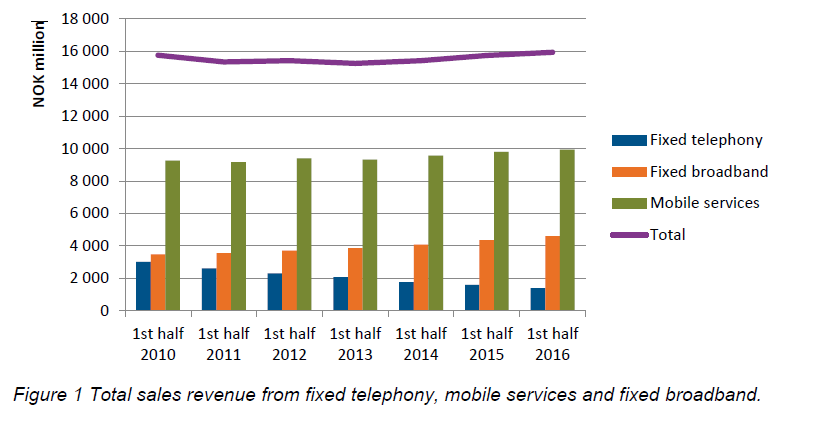 18 000
16 000
14 000
12 000
10 000
8 000
6 000
4 000
2 000
0
NOK million
1st half 2010
1st half 2011
1st half 2012
1st half 2013
1st half 2014
1st half 2015
1st half 2016
Fixed telephony
Fixed broadband
Mobile services
Total
Figure 1 Total sales revenue from fixed telephony, mobile services and fixed broadband.